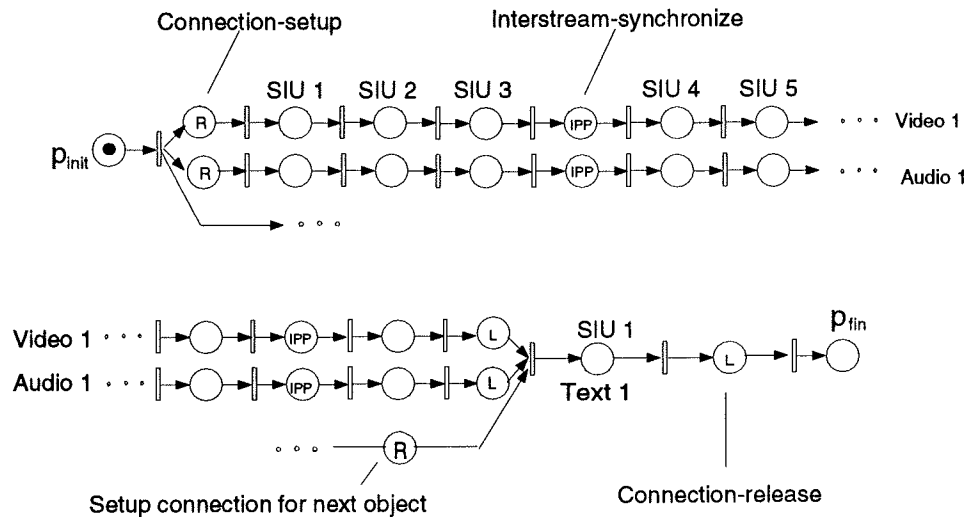 Connection-setup
Interstream-synchronize
SIU 1 SIU 2 SIU 3 SIU 4 SIU 5
R IPP
Video 1
p_init
R IPP
Audio 1
Video 1 IPP L
SIU 1
p_fin
L
Audio 1 IPP L
Text 1
R
Setup connection for next object
Connection-release